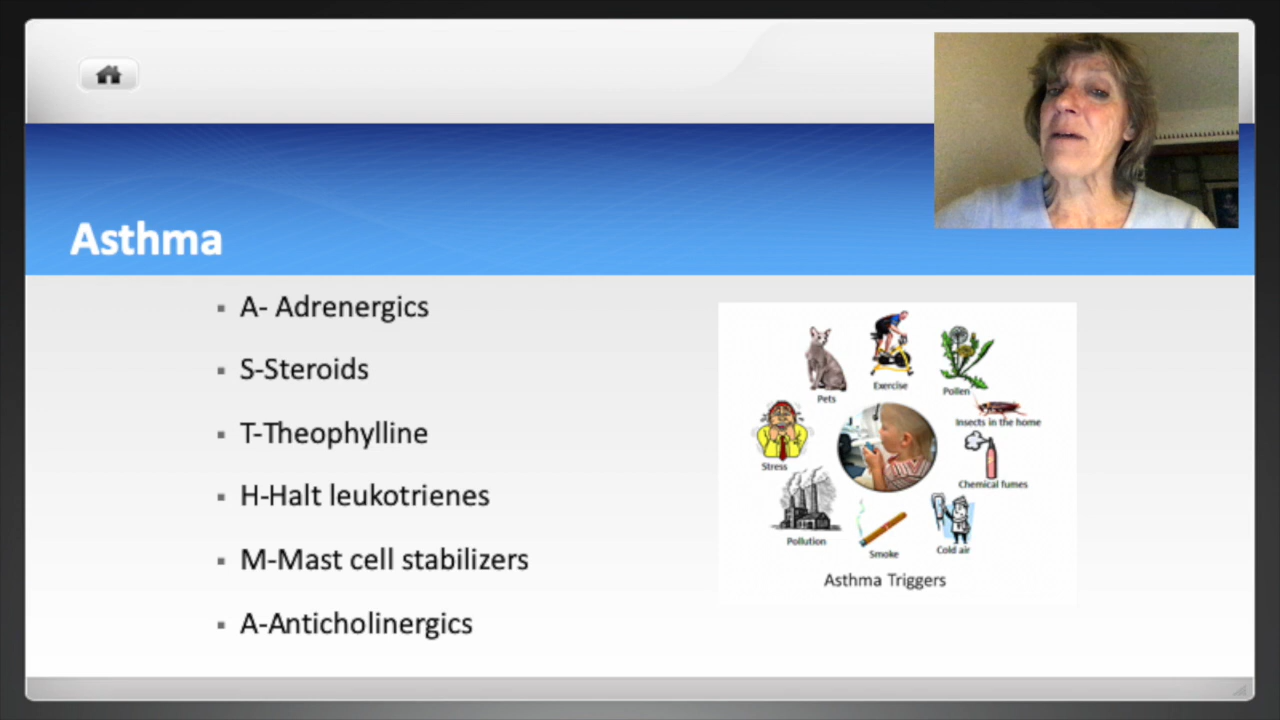 Asthma
A- Adrenergics
S-Steroids
T-Theophylline
H-Halt leukotrienes
M-Mast cell stabilizers
A-Anticholinergics
Pets
Exercise
Pollen
Insects in the home
Stress
Chemical fumes
Pollution
Smoke
Cold air
Asthma Triggers